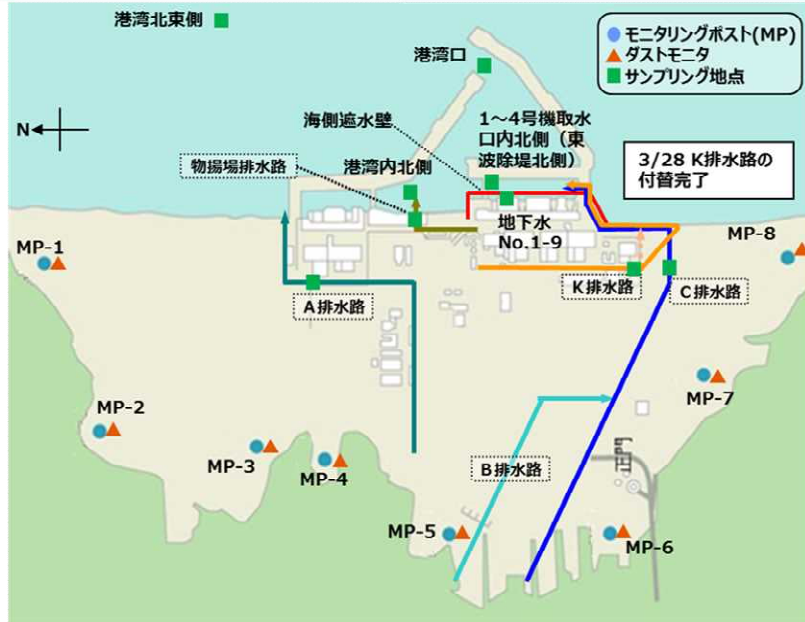 港湾北東側
港湾口
モニタリングポスト(MP)
ダストモニタ
サンプリング地点
N
海側遮水壁
1～4号機取水
口内北側（東
波除堤北側）
物揚場排水路
港湾内北側
3/28 K排水路の
付替完了
地下水
No.1-9
MP-1
MP-8
A排水路
K排水路
C排水路
MP-2
MP-7
MP-3
MP-4
B排水路
正門
MP-5
MP-6